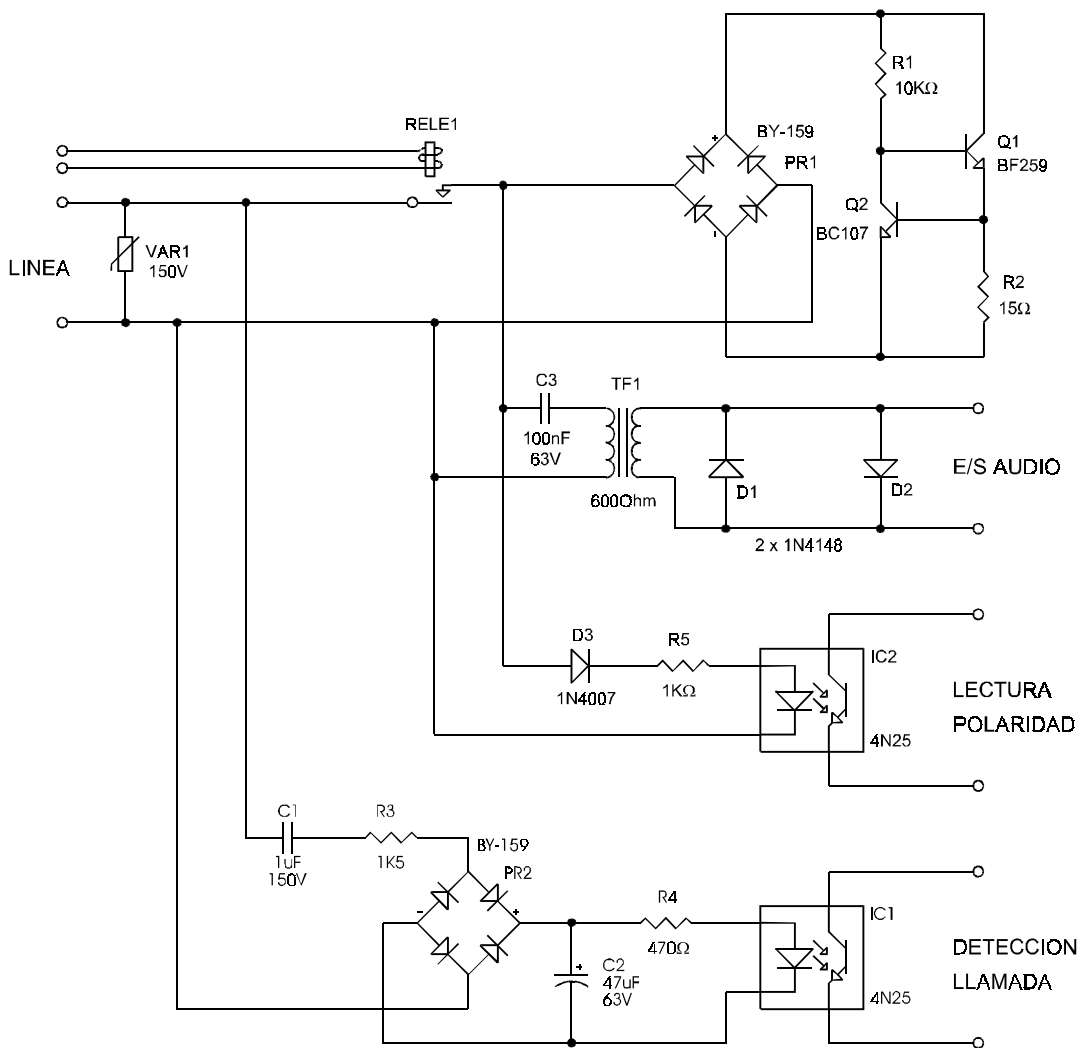 R1
10KΩ
RELE1
BY-159
PR1
Q1
BF259
Q2
BC107
LINEA
VAR1
150V
R2
15Ω
+
-
C3
100nF
63V
TF1
600Ohm
D1
D2
2 x 1N4148
E/S AUDIO
D3
1N4007
R5
1KΩ
IC2
4N25
LECTURA
POLARIDAD
C1
1uF
150V
R3
1K5
BY-159
PR2
-
+
R4
470Ω
+
C2
47uF
63V
IC1
4N25
DETECCION
LLAMADA